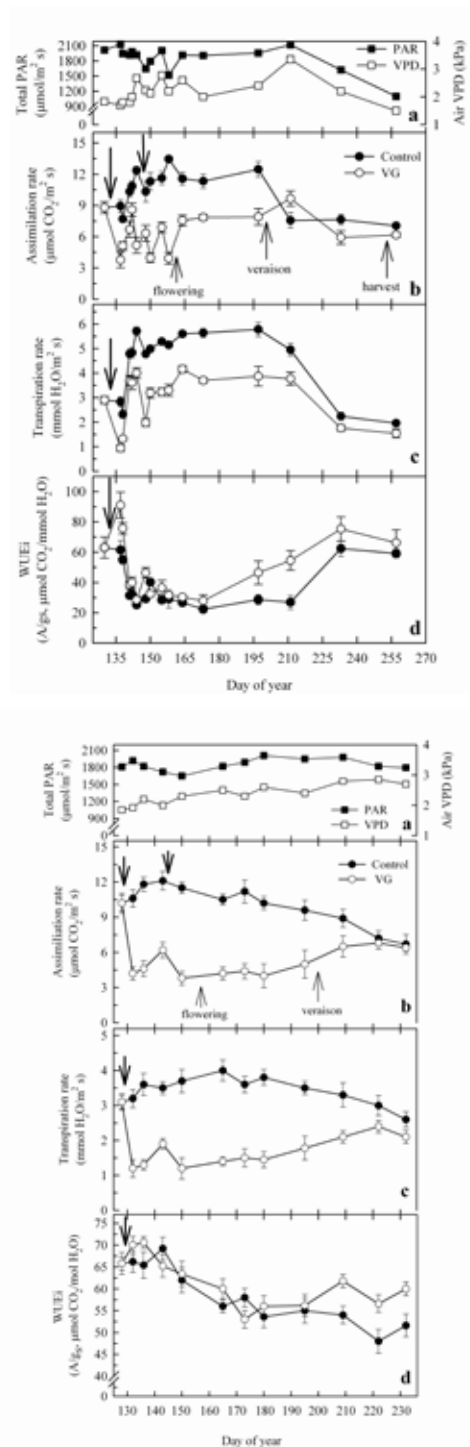 Total PAR
(μmol/m² s)
2100
1800
1500
1200
900
0
PAR
VPD
a
4
3
2
1
Air VPD (kPa)
Assimilation rate
(μmol CO₂/m² s)
15
12
9
6
3
0
Control
VG
flowering
veraison
harvest
b
Transpiration rate
(mmol H₂O/m² s)
6
5
4
3
2
1
0
c
WUEi
(A/gs, μmol CO₂/mmol H₂O)
100
80
60
40
20
0
d
135 150 165 180 195 210 225 240 255 270
Day of year
Total PAR
(μmol/m² s)
2100
1800
1500
1200
900
0
PAR
VPD
a
4
3
2
1
Air VPD (kPa)
Assimiliation rate
(μmol CO₂/m² s)
15
12
9
6
3
0
Control
VG
flowering
veraison
b
Transpiration rate
(mmol H₂O/m² s)
5
4
3
2
1
0
c
WUEi
(A/gs, μmol CO₂/mol H₂O)
75
70
65
60
55
50
45
40
0
d
130 140 150 160 170 180 190 200 210 220 230
Day of year